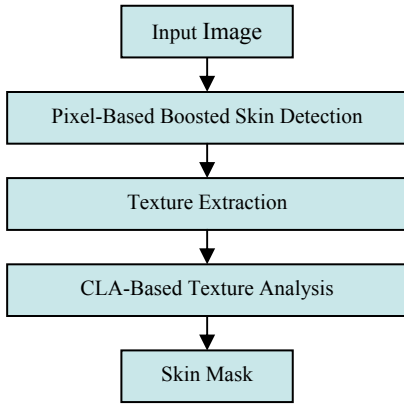 Input Image
Pixel-Based Boosted Skin Detection
Texture Extraction
CLA-Based Texture Analysis
Skin Mask